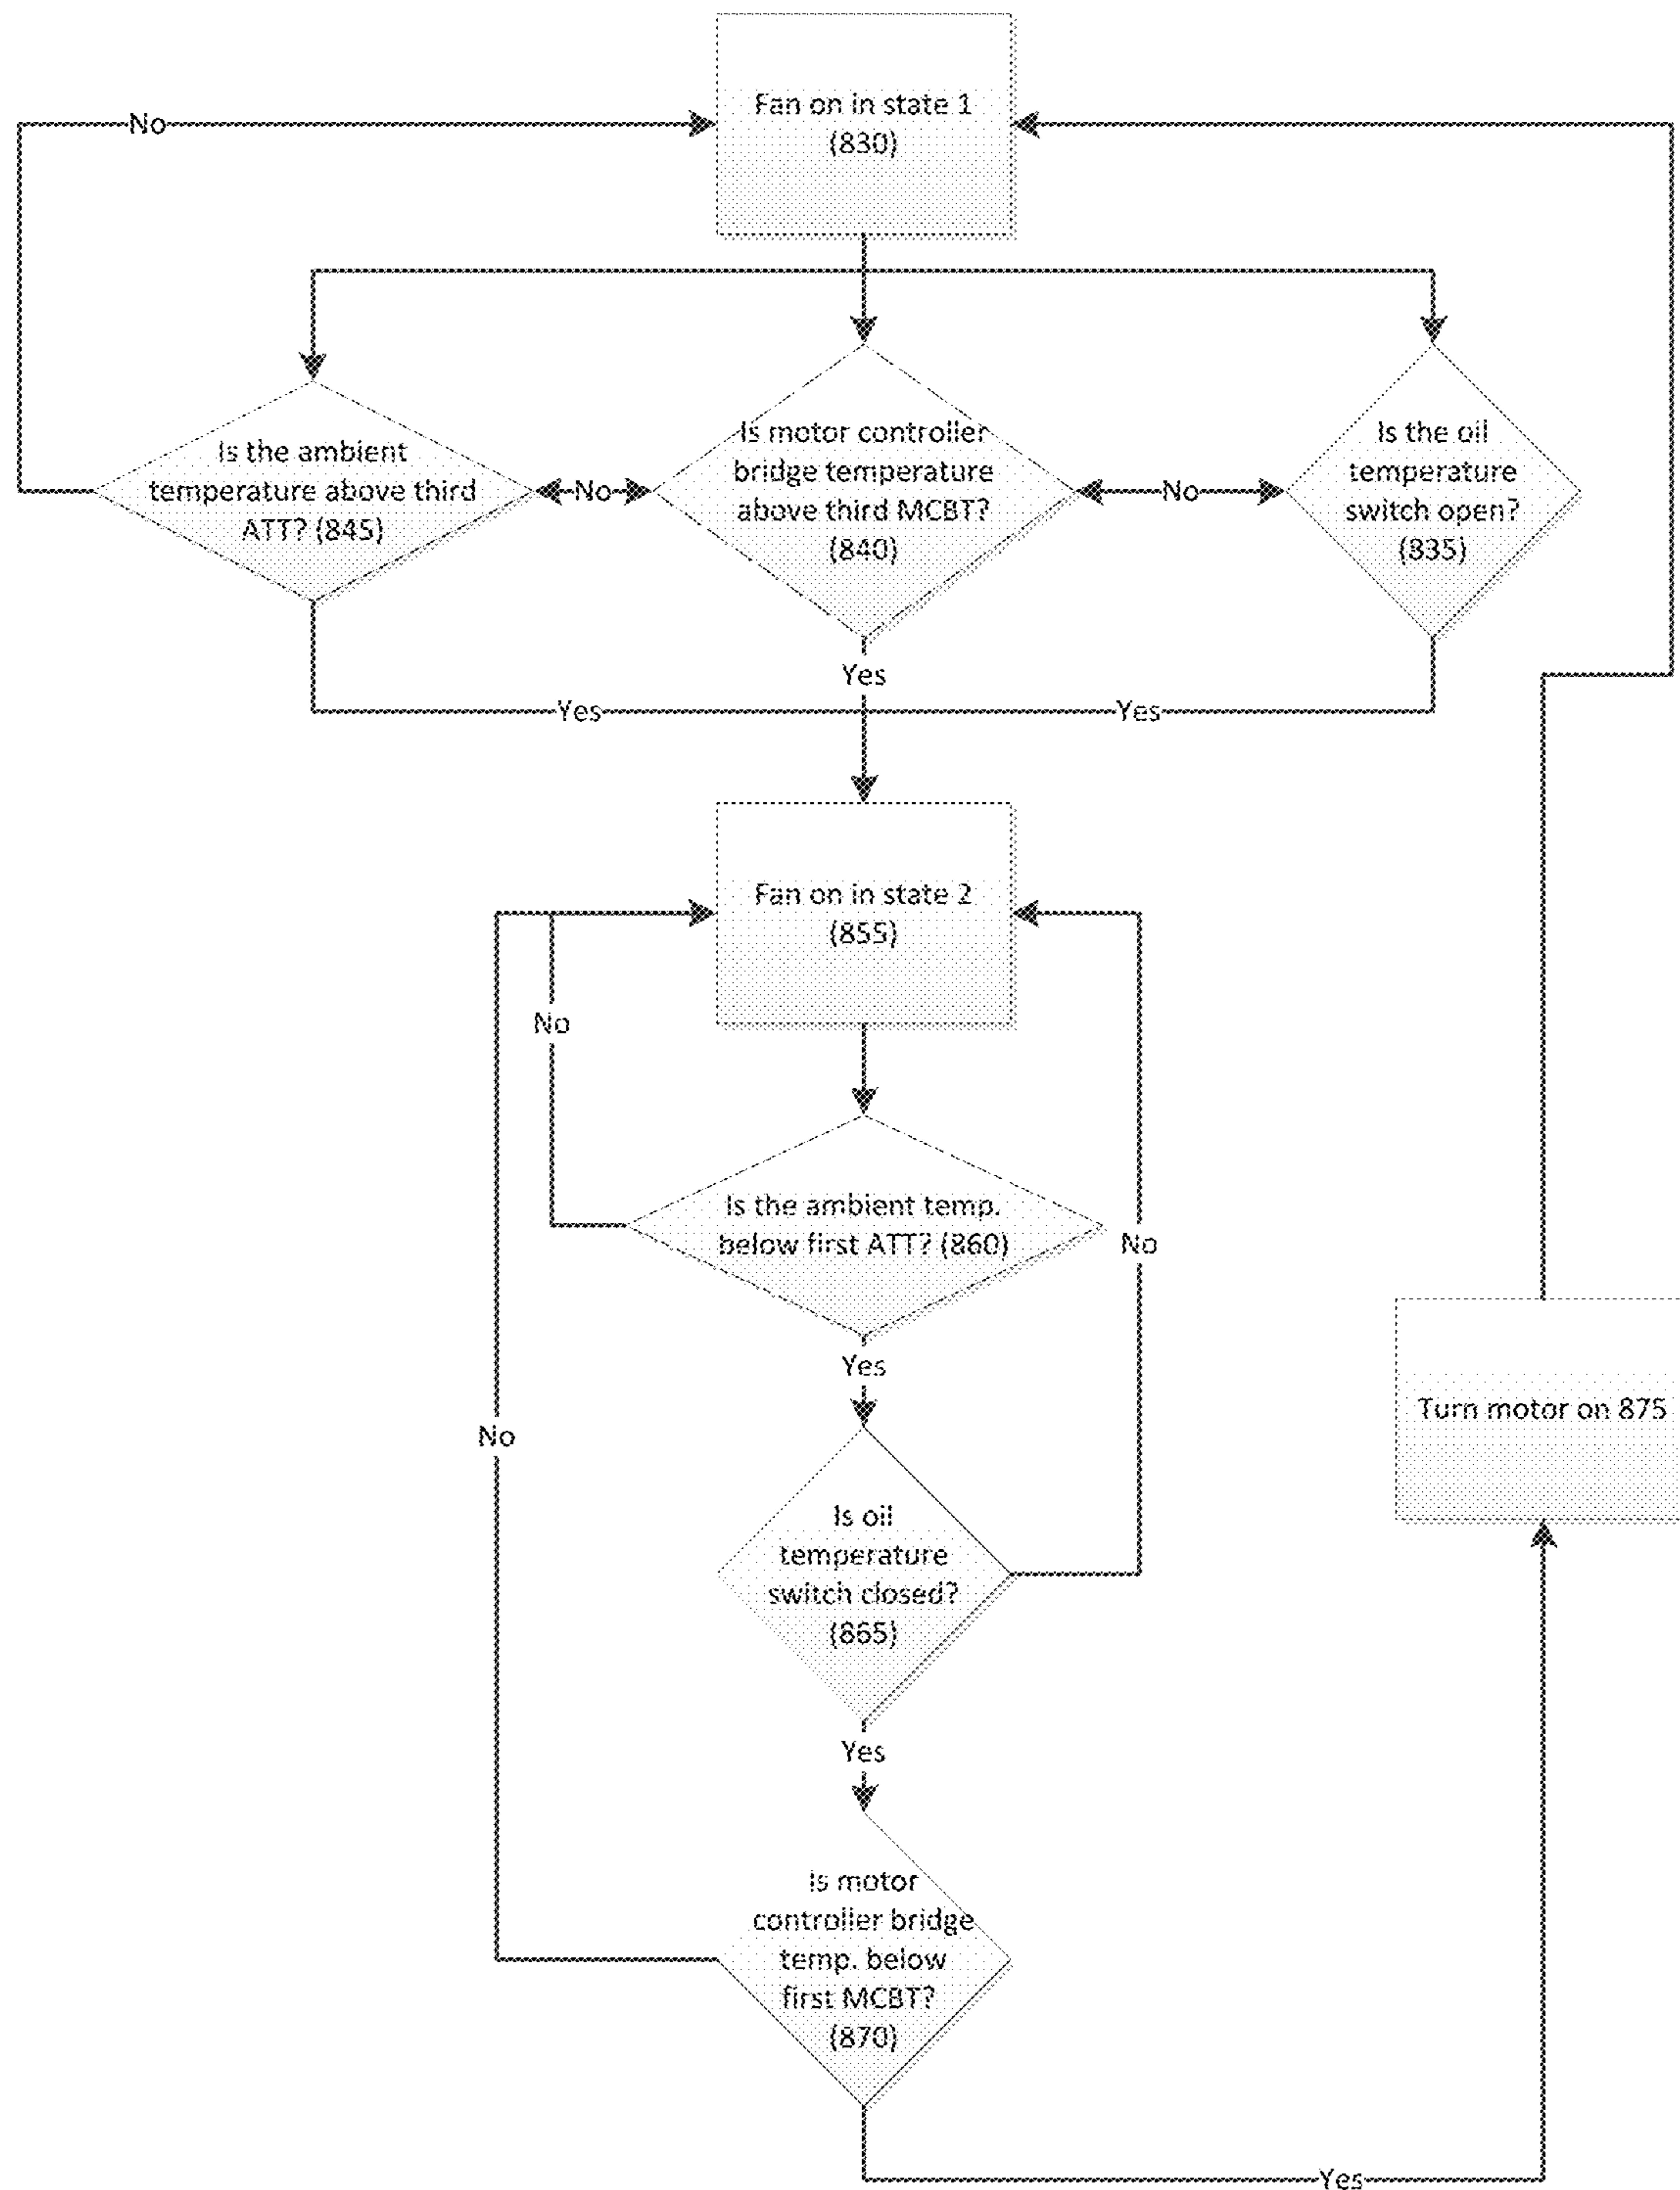 Fan on in state 1
(830)
No
Is the ambient
temperature above third
ATT? (845)
No
Is motor controller
bridge temperature
above third MCBT?
(840)
No
Is the oil
temperature
switch open?
(835)
Yes
Yes
Yes
Fan on in state 2
(855)
No
Is the ambient temp.
below first ATT? (860)
No
Yes
No
Is oil
temperature
switch closed?
(865)
Turn motor on 875
Yes
Is motor
controller bridge
temp. below
first MCBT?
(870)
Yes